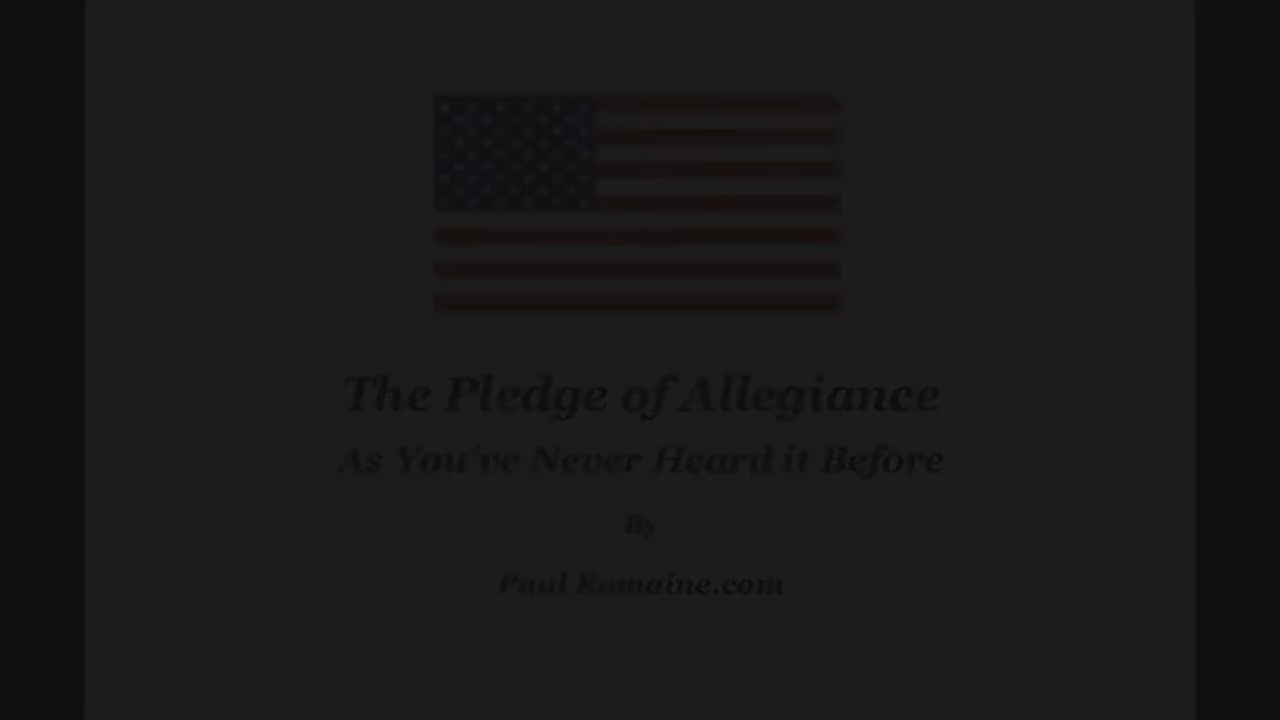 The Pledge of Allegiance
As You've Never Heard it Before
By
Paul Romaine.com